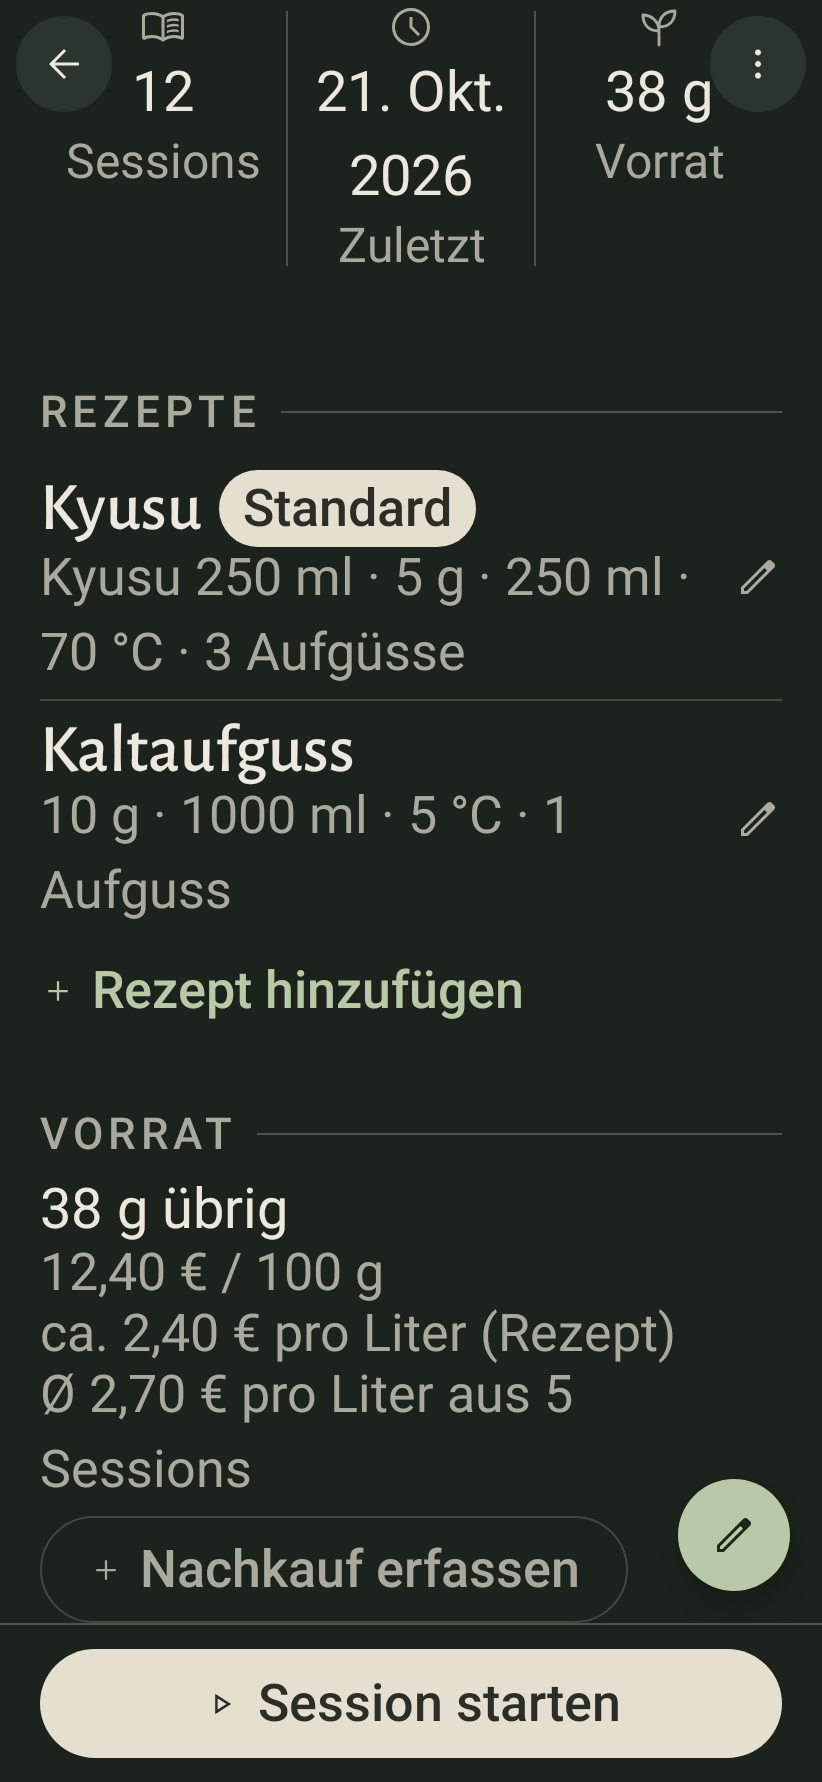 12
Sessions
21. Okt.
2026
Zuletzt
38 g
Vorrat
REZEPTE
Kyusu Standard
Kyusu 250 ml · 5 g · 250 ml ·
70 °C · 3 Aufgüsse
Kaltaufguss
10 g · 1000 ml · 5 °C · 1
Aufguss
+ Rezept hinzufügen
VORRAT
38 g übrig
12,40 € / 100 g
ca. 2,40 € pro Liter (Rezept)
Ø 2,70 € pro Liter aus 5
Sessions
+ Nachkauf erfassen
Session starten